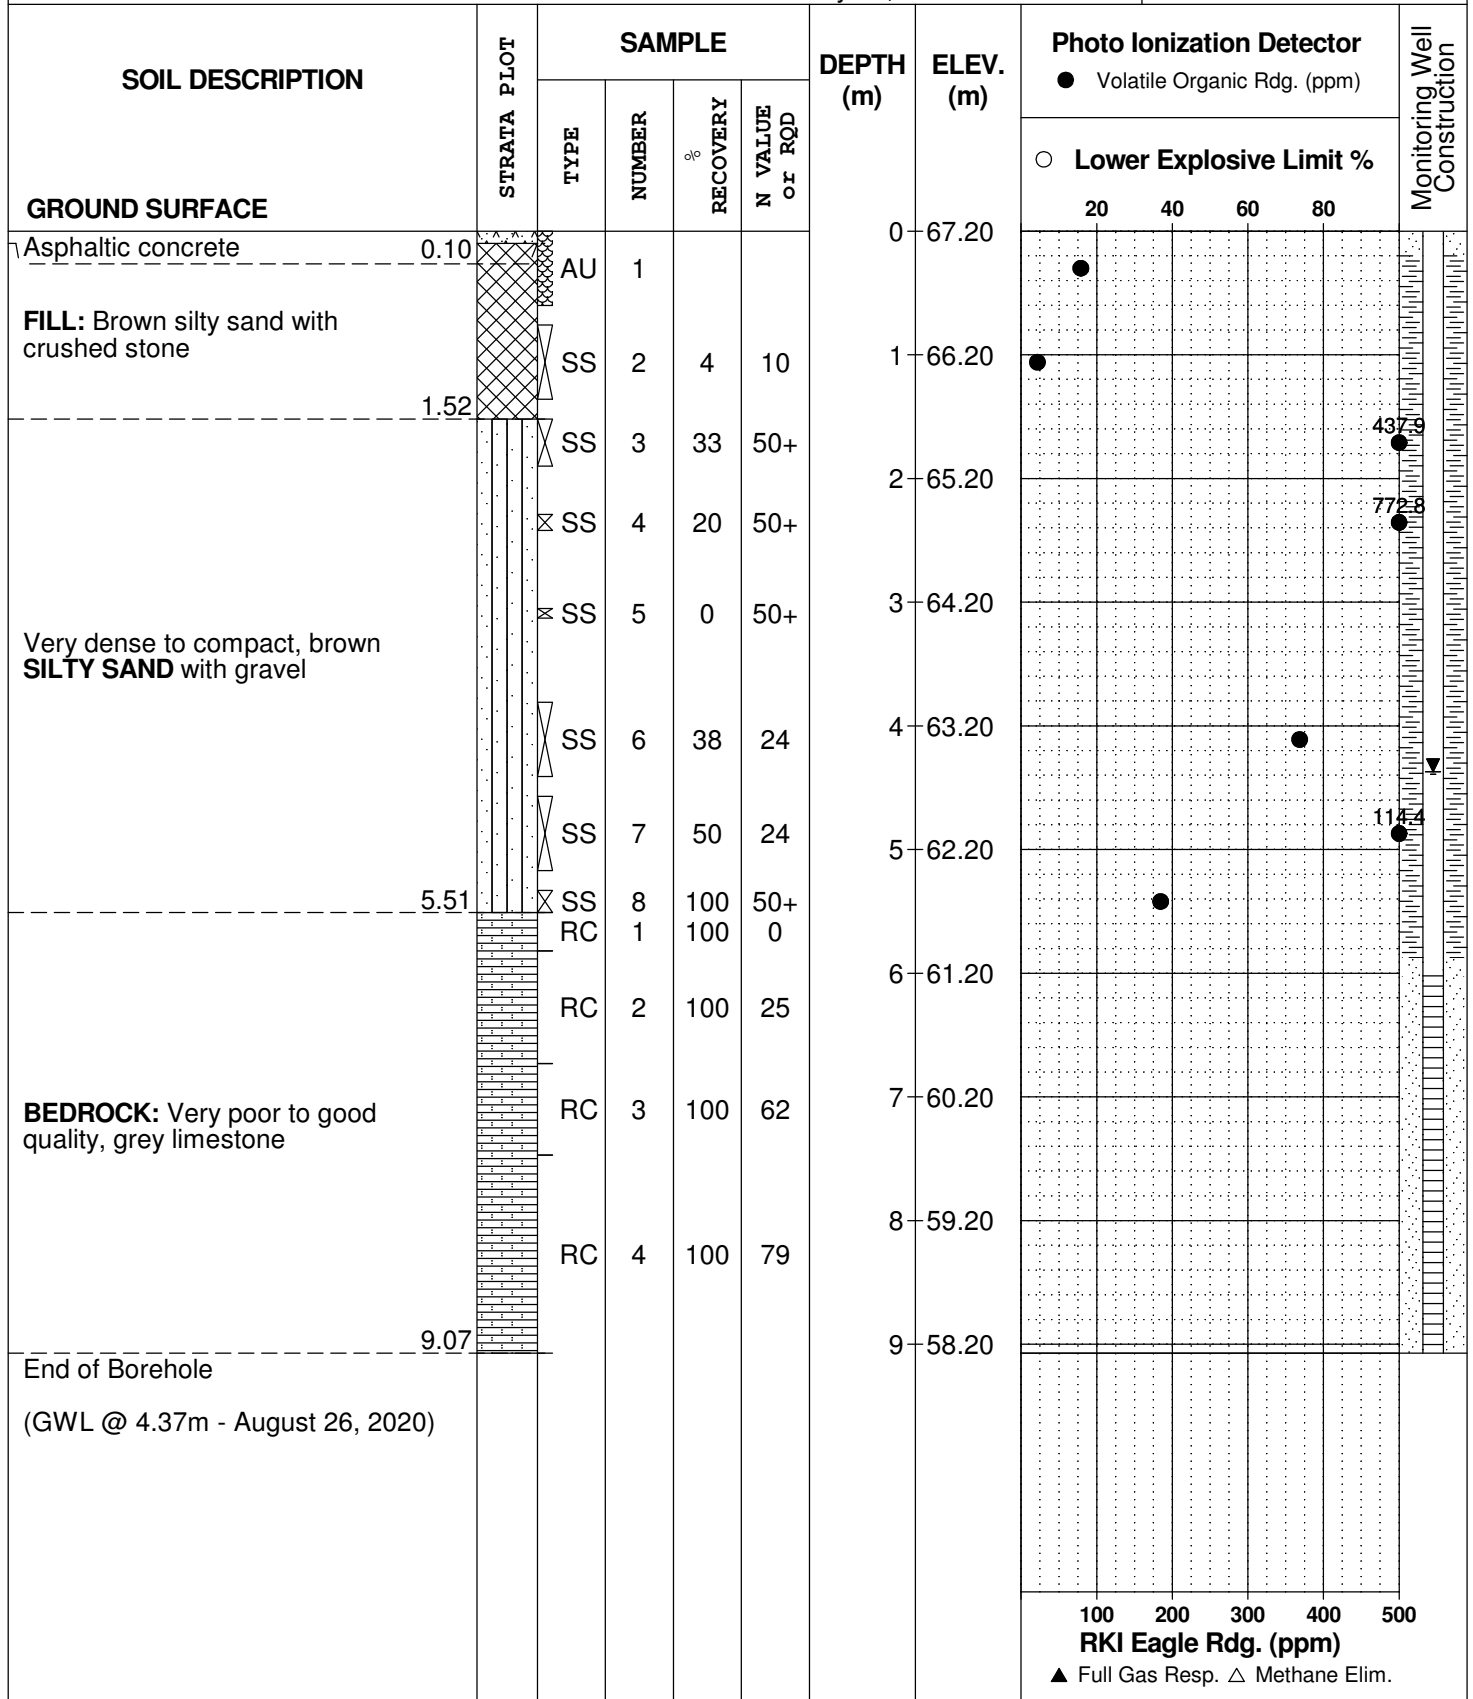 SOIL DESCRIPTION
GROUND SURFACE
STRATA PLOT
SAMPLE
TYPE
NUMBER
%
RECOVERY
N VALUE
or RQD
DEPTH
(m)
ELEV.
(m)
Photo Ionization Detector
● Volatile Organic Rdg. (ppm)
○ Lower Explosive Limit %
20 40 60 80
Monitoring Well
Construction
0 67.20
Asphaltic concrete 0.10
AU 1
FILL: Brown silty sand with
crushed stone
1 66.20
SS 2 4 10
1.52
437.9
SS 3 33 50+
2 65.20
772.8
SS 4 20 50+
3 64.20
SS 5 0 50+
Very dense to compact, brown
SILTY SAND with gravel
4 63.20
SS 6 38 24
114.4
SS 7 50 24
5 62.20
5.51
SS 8 100 50+
RC 1 100 0
6 61.20
RC 2 100 25
7 60.20
BEDROCK: Very poor to good
quality, grey limestone
RC 3 100 62
8 59.20
RC 4 100 79
9.07
9 58.20
End of Borehole
(GWL @ 4.37m - August 26, 2020)
100 200 300 400 500
RKI Eagle Rdg. (ppm)
▲ Full Gas Resp. △ Methane Elim.